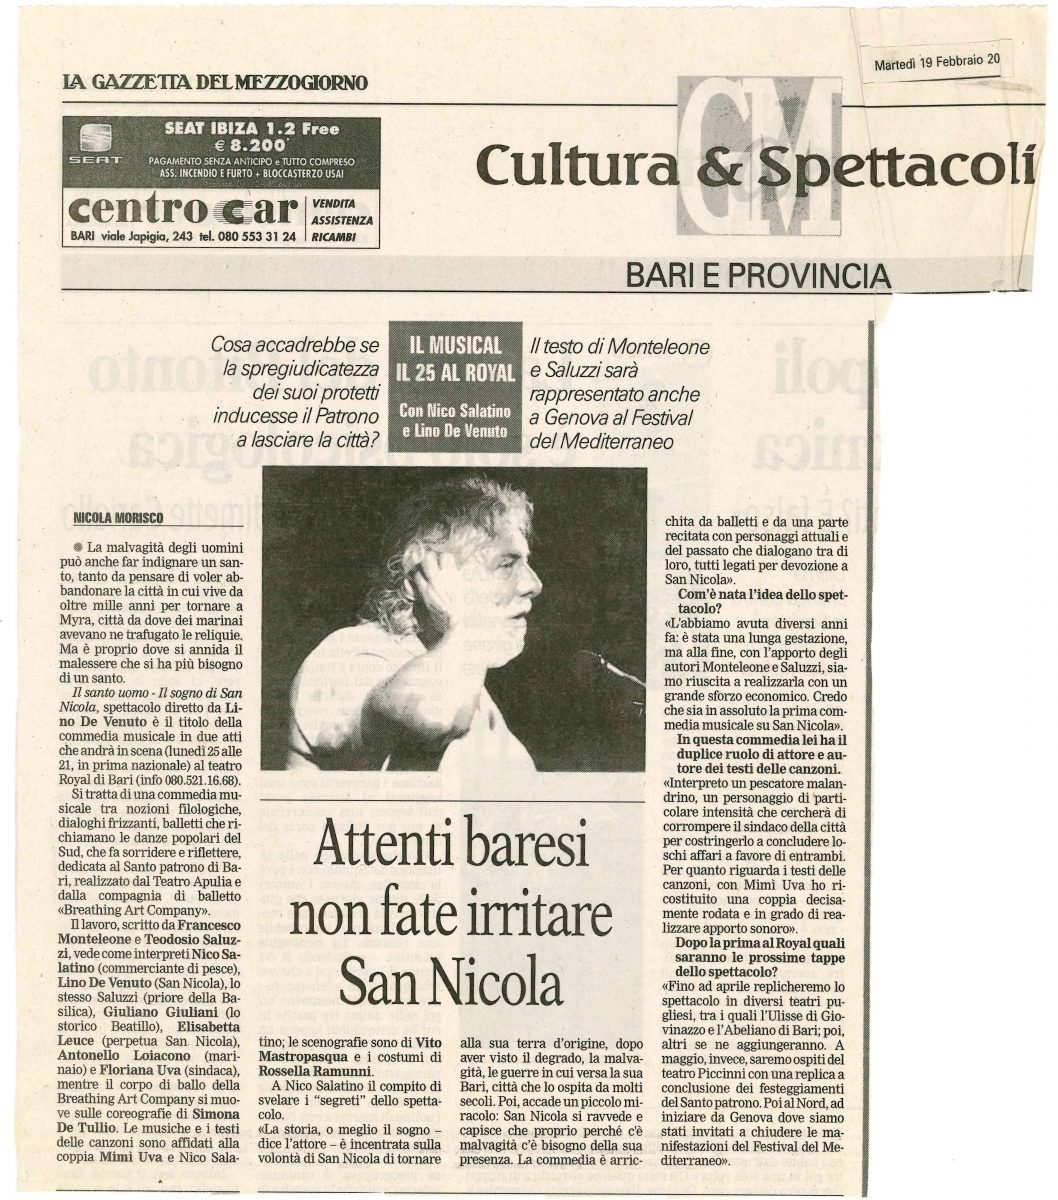 LA GAZZETTA DEL MEZZOGIORNO
Martedì 19 Febbraio 20
SEAT
SEAT IBIZA 1.2 Free
€ 8.200*
PAGAMENTO SENZA ANTICIPO e TUTTO COMPRESO
ASS. INCENDIO E FURTO + BLOCCASTERZO USAI
centro car
VENDITA
ASSISTENZA
RICAMBI
BARI viale Japigia, 243 tel. 080 553 31 24
CM
Cultura & Spettacoli
BARI E PROVINCIA
Cosa accadrebbe se
la spregiudicatezza
dei suoi protetti
inducesse il Patrono
a lasciare la città?
IL MUSICAL
IL 25 AL ROYAL
Con Nico Salatino
e Lino De Venuto
Il testo di Monteleone
e Saluzzi sarà
rappresentato anche
a Genova al Festival
del Mediterraneo
Attenti baresi
non fate irritare
San Nicola
NICOLA MORISCO
● La malvagità degli uomini
può anche far indignare un san-
to, tanto da pensare di voler ab-
bandonare la città in cui vive da
oltre mille anni per tornare a
Myra, città da dove dei marinai
avevano ne trafugato le reliquie.
Ma è proprio dove si annida il
malessere che si ha più bisogno
di un santo.
Il santo uomo - Il sogno di San
Nicola, spettacolo diretto da Li-
no De Venuto è il titolo della
commedia musicale in due atti
che andrà in scena (lunedì 25 alle
21, in prima nazionale) al teatro
Royal di Bari (info 080.521.16.68).
Si tratta di una commedia mu-
sicale tra nozioni filologiche,
dialoghi frizzanti, balletti che ri-
chiamano le danze popolari del
Sud, che fa sorridere e riflettere,
dedicata al Santo patrono di Ba-
ri, realizzato dal Teatro Apulia e
dalla compagnia di balletto
«Breathing Art Company».
Il lavoro, scritto da Francesco
Monteleone e Teodosio Saluz-
zi, vede come interpreti Nico Sa-
latino (commerciante di pesce),
Lino De Venuto (San Nicola), lo
stesso Saluzzi (priore della Ba-
silica), Giuliano Giuliani (lo
storico Beatillo), Elisabetta
Leuce (perpetua San Nicola),
Antonello Loiacono (mari-
naio) e Floriana Uva (sindaca),
mentre il corpo di ballo della
Breathing Art Company si muo-
ve sulle coreografie di Simona
De Tullio. Le musiche e i testi
delle canzoni sono affidati alla
coppia Mimì Uva e Nico Sala-
tino; le scenografie sono di Vito
Mastropasqua e i costumi di
Rossella Ramunni.
A Nico Salatino il compito di
svelare i “segreti” dello spetta-
colo.
«La storia, o meglio il sogno -
dice l'attore - è incentrata sulla
volontà di San Nicola di tornare
alla sua terra d'origine, dopo
aver visto il degrado, la malva-
gità, le guerre in cui versa la sua
Bari, città che lo ospita da molti
secoli. Poi, accade un piccolo mi-
racolo: San Nicola si ravvede e
capisce che proprio perché c'è
malvagità c'è bisogno della sua
presenza. La commedia è arric-
chita da balletti e da una parte
recitata con personaggi attuali e
del passato che dialogano tra di
loro, tutti legati per devozione a
San Nicola».
Com'è nata l'idea dello spet-
tacolo?
«L'abbiamo avuta diversi anni
fa: è stata una lunga gestazione,
ma alla fine, con l'apporto degli
autori Monteleone e Saluzzi, sia-
mo riuscita a realizzarla con un
grande sforzo economico. Credo
che sia in assoluto la prima com-
media musicale su San Nicola».
In questa commedia lei ha il
duplice ruolo di attore e au-
tore dei testi delle canzoni.
«Interpreto un pescatore malan-
drino, un personaggio di parti-
colare intensità che cercherà di
corrompere il sindaco della città
per costringerlo a concludere lo-
schi affari a favore di entrambi.
Per quanto riguarda i testi delle
canzoni, con Mimì Uva ho ri-
costituito una coppia decisa-
mente rodata e in grado di rea-
lizzare apporto sonoro».
Dopo la prima al Royal quali
saranno le prossime tappe
dello spettacolo?
«Fino ad aprile replicheremo lo
spettacolo in diversi teatri pu-
gliesi, tra i quali l'Ulisse di Gio-
vinazzo e l'Abeliano di Bari; poi,
altri se ne aggiungeranno. A
maggio, invece, saremo ospiti del
teatro Piccinni con una replica a
conclusione dei festeggiamenti
del Santo patrono. Poi al Nord, ad
iniziare da Genova dove siamo
stati invitati a chiudere le ma-
nifestazioni del Festival del Me-
diterraneo».